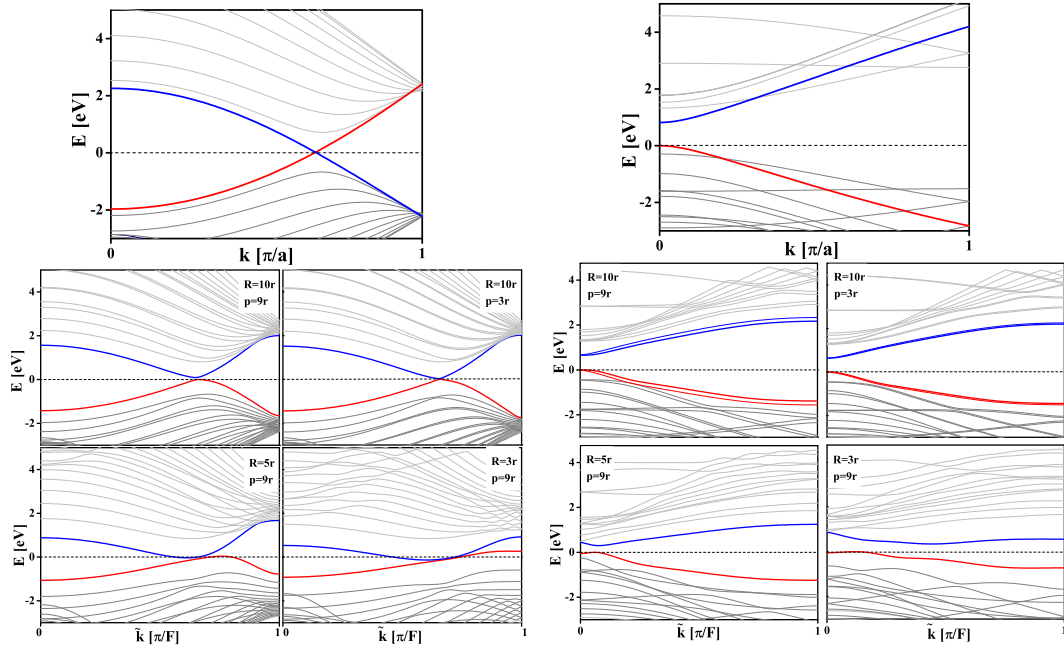 E [eV]
4
2
0
-2
0
1
k [π/a]
E [eV]
4
2
0
-2
0
1
k [π/a]
E [eV]
4
2
0
-2
R=10r
p=9r
R=10r
p=3r
E [eV]
4
2
0
-2
R=5r
p=9r
R=3r
p=9r
0
1
0
1
k̃ [π/F]
k̃ [π/F]
E [eV]
4
2
0
-2
R=10r
p=9r
R=10r
p=3r
E [eV]
4
2
0
-2
R=5r
p=9r
R=3r
p=9r
0
1
0
1
k̃ [π/F]
k̃ [π/F]